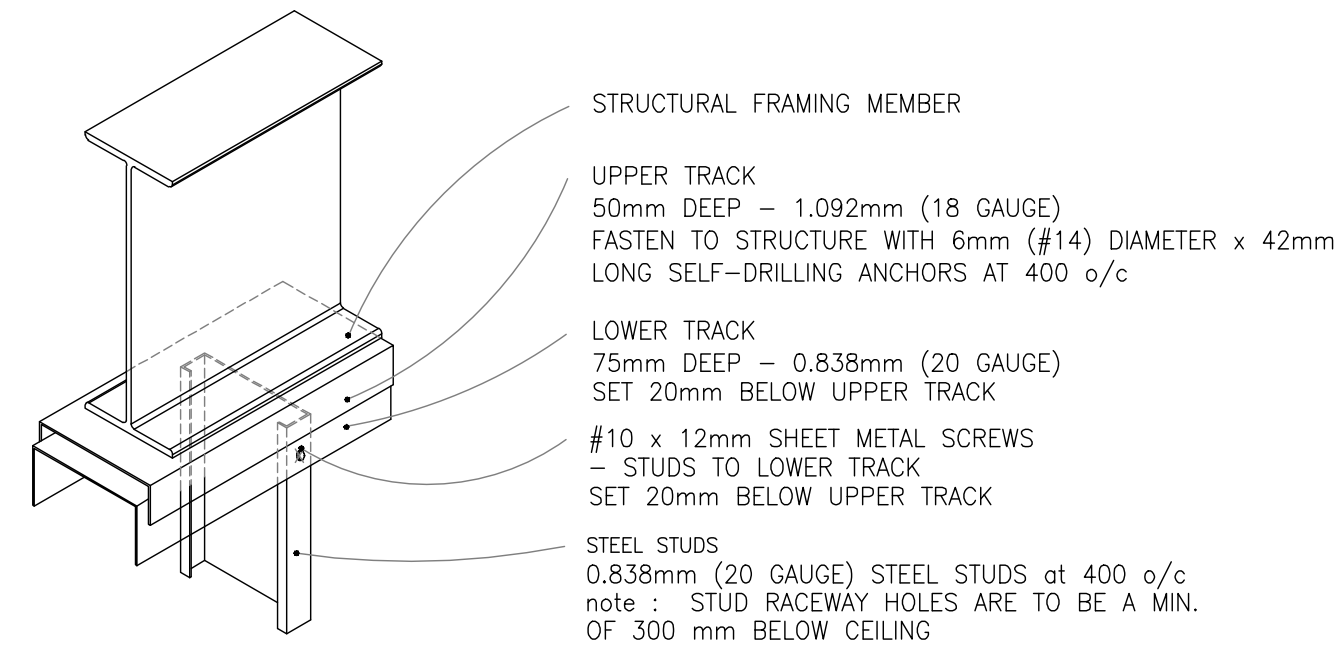 STRUCTURAL FRAMING MEMBER
UPPER TRACK
50mm DEEP – 1.092mm (18 GAUGE)
FASTEN TO STRUCTURE WITH 6mm (#14) DIAMETER x 42mm
LONG SELF–DRILLING ANCHORS AT 400 o/c
LOWER TRACK
75mm DEEP – 0.838mm (20 GAUGE)
SET 20mm BELOW UPPER TRACK
#10 x 12mm SHEET METAL SCREWS
– STUDS TO LOWER TRACK
SET 20mm BELOW UPPER TRACK
STEEL STUDS
0.838mm (20 GAUGE) STEEL STUDS at 400 o/c
note : STUD RACEWAY HOLES ARE TO BE A MIN.
OF 300 mm BELOW CEILING